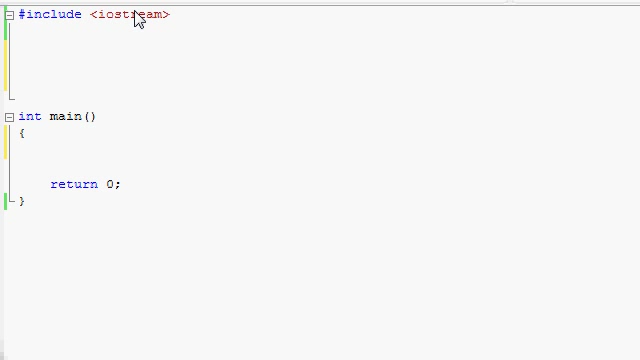 #include <iostream>
int main()
{
return 0;
}